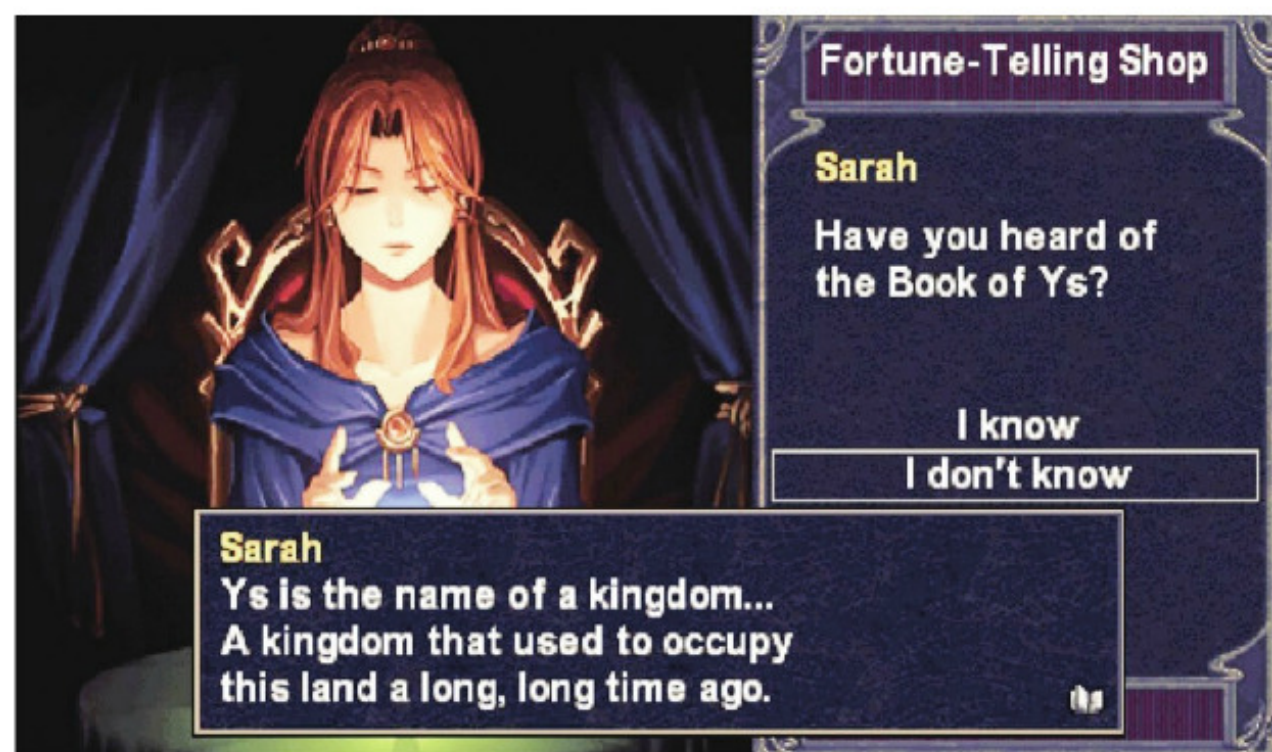 Fortune-Telling Shop
Sarah
Have you heard of
the Book of Ys?
I know
I don't know
Sarah
Ys is the name of a kingdom...
A kingdom that used to occupy
this land a long, long time ago.